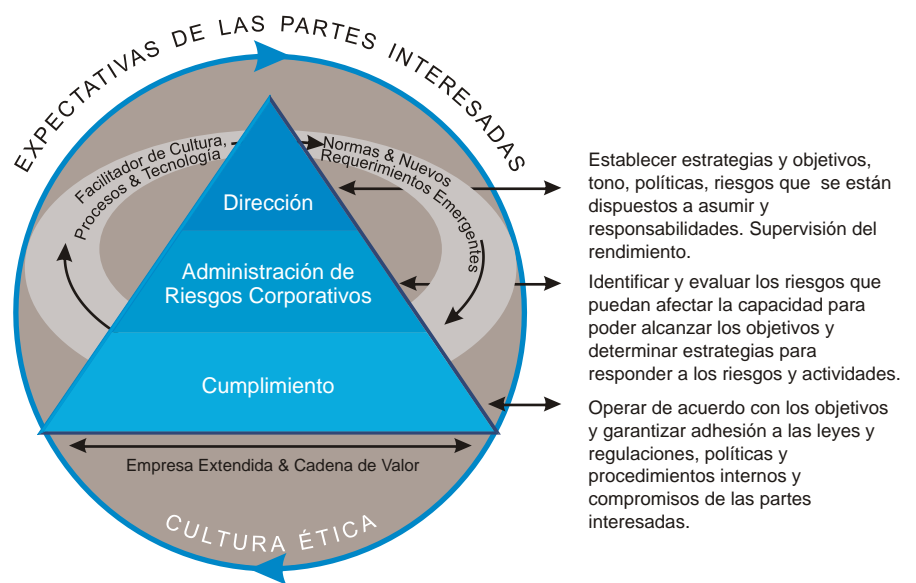 EXPECTATIVAS DE LAS PARTES INTERESADAS
Facilitador de Cultura,
Procesos & Tecnología
Normas & Nuevos
Requerimientos Emergentes
Dirección
Administración de
Riesgos Corporativos
Cumplimiento
Empresa Extendida & Cadena de Valor
CULTURA ÉTICA
Establecer estrategias y objetivos,
tono, políticas, riesgos que se están
dispuestos a asumir y
responsabilidades. Supervisión del
rendimiento.
Identificar y evaluar los riesgos que
puedan afectar la capacidad para
poder alcanzar los objetivos y
determinar estrategias para
responder a los riesgos y actividades.
Operar de acuerdo con los objetivos
y garantizar adhesión a las leyes y
regulaciones, políticas y
procedimientos internos y
compromisos de las partes
interesadas.